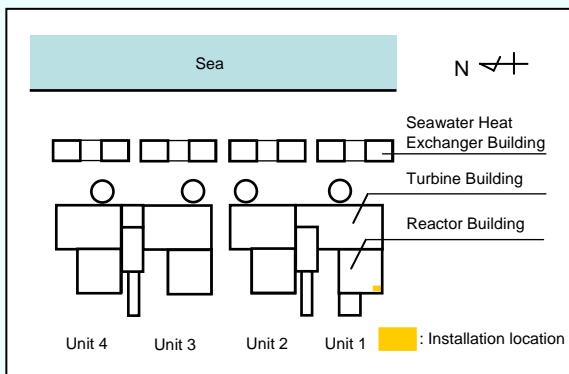 Sea
N
Seawater Heat
Exchanger Building
Turbine Building
Reactor Building
Unit 4
Unit 3
Unit 2
Unit 1
: Installation location